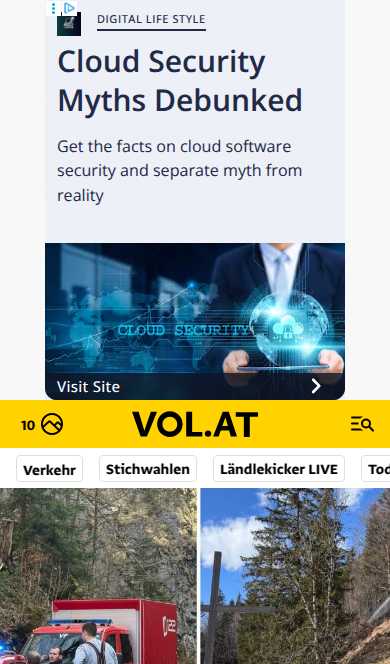 DIGITAL LIFE STYLE
Cloud Security
Myths Debunked
Get the facts on cloud software
security and separate myth from
reality
CLOUD SECURITY
Visit Site
10
VOL.AT
Verkehr
Stichwahlen
Ländlekicker LIVE
Tod